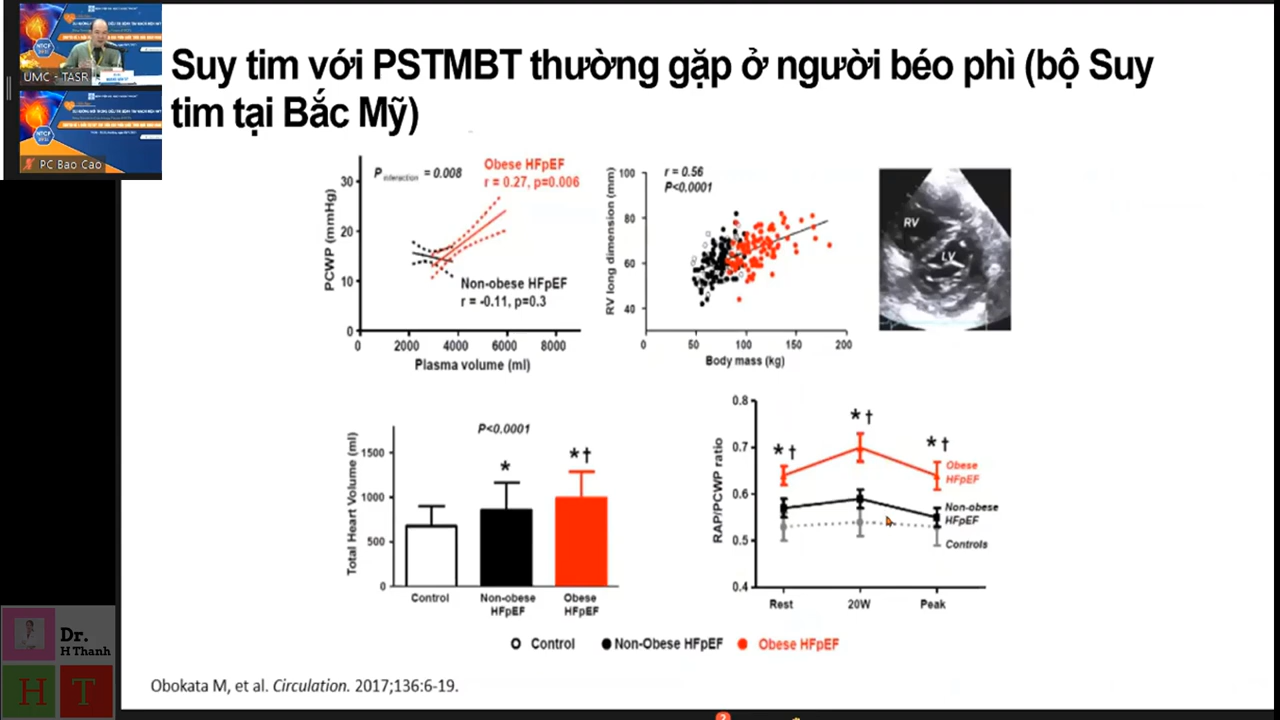 UMC - TASR
PC Bao Cao
Suy tim với PSTMBT thường gặp ở người béo phì (bộ Suy
tim tại Bắc Mỹ)
P interaction = 0.008
Obese HFpEF
r = 0.27, p=0.006
Non-obese HFpEF
r = -0.11, p=0.3
PCWP (mmHg)
30
20
10
0
0 2000 4000 6000 8000
Plasma volume (ml)
r = 0.56
P<0.0001
RV long dimension (mm)
100
80
60
40
0 50 100 150 200
Body mass (kg)
RV
LV
P<0.0001
*
*†
Total Heart Volume (ml)
1500
1000
500
0
Control
Non-obese
HFpEF
Obese
HFpEF
RAP/PCWP ratio
0.8
0.7
0.6
0.5
0.4
*†
*†
*†
Obese
HFpEF
Non-obese
HFpEF
Controls
Rest 20W Peak
Control Non-Obese HFpEF Obese HFpEF
Dr.
H Thanh
H T
Obokata M, et al. Circulation. 2017;136:6-19.